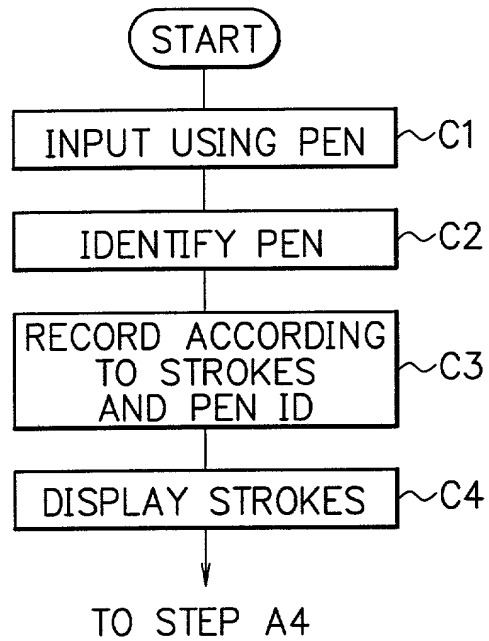 START
INPUT USING PEN
C1
IDENTIFY PEN
C2
RECORD ACCORDING
TO STROKES
AND PEN ID
C3
DISPLAY STROKES
C4
TO STEP A4